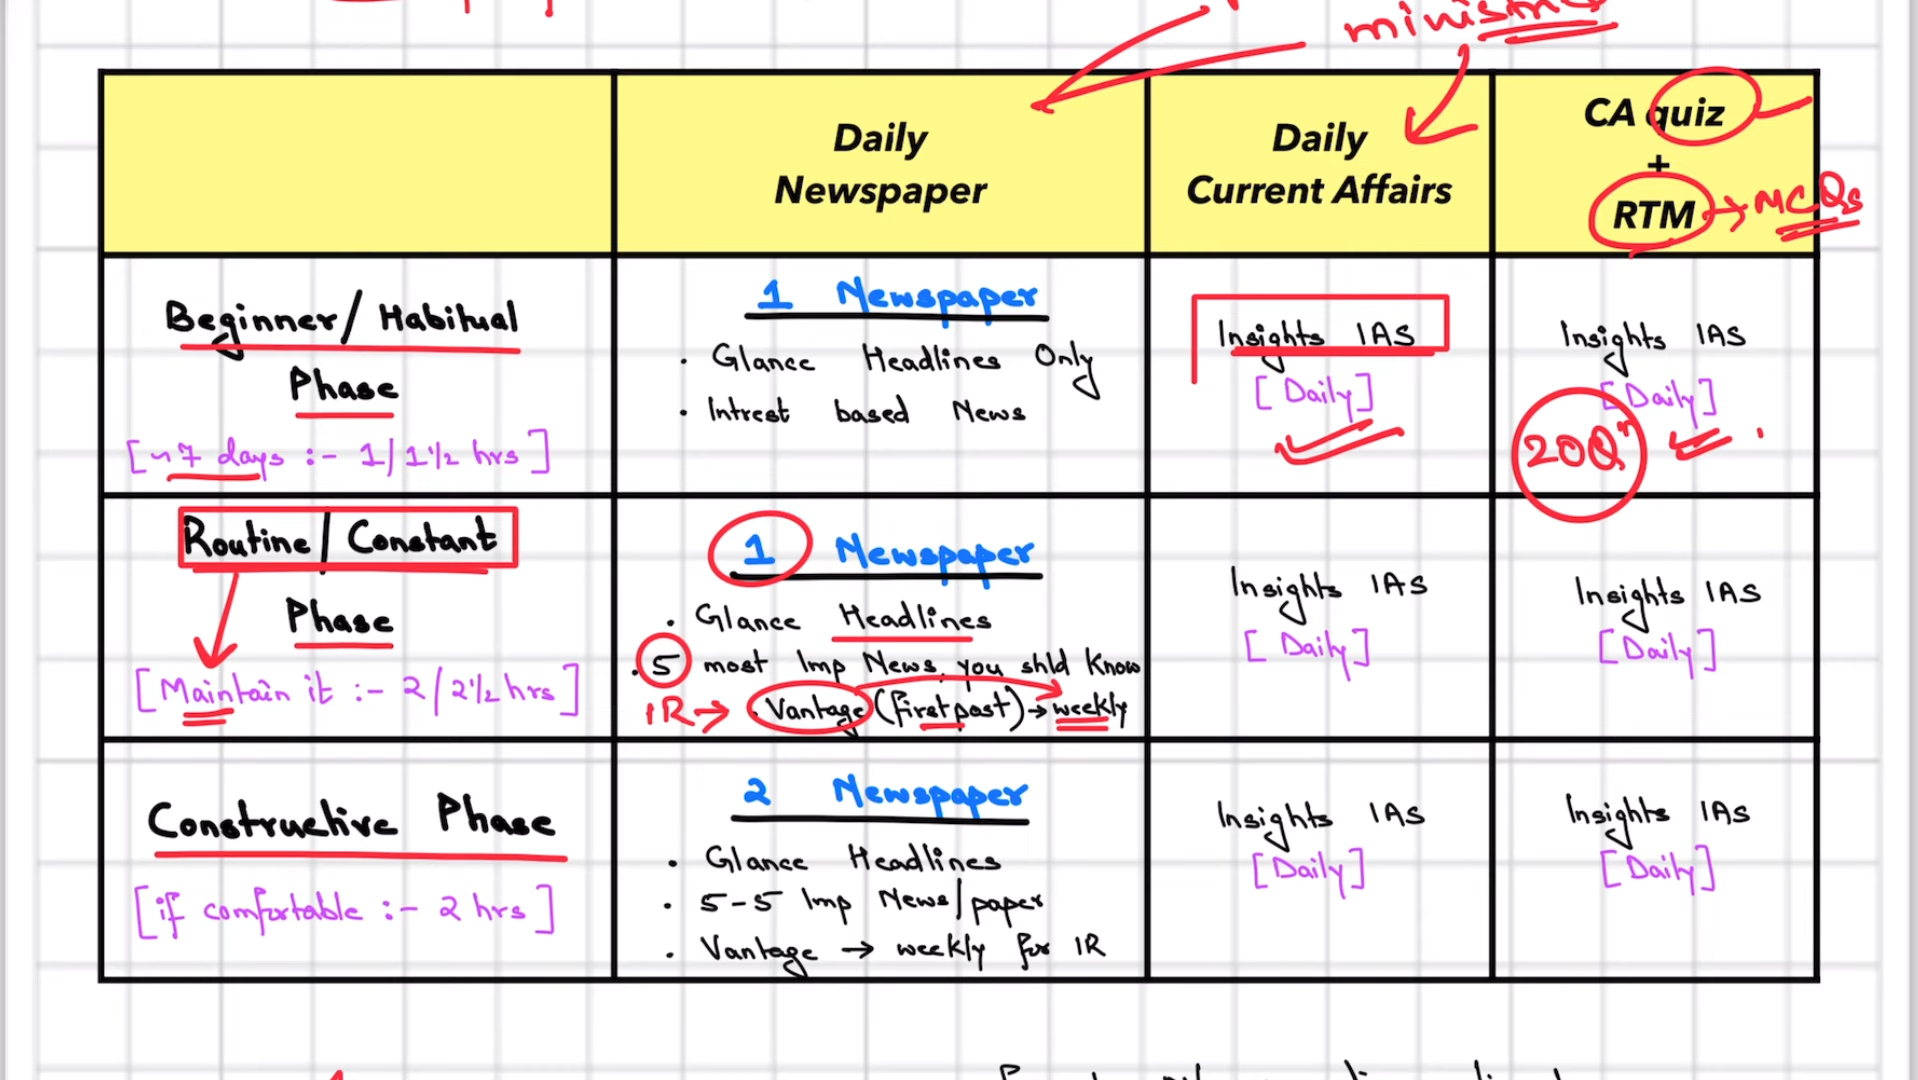 Daily
Newspaper
Daily
Current Affairs
CA quiz
+
RTM → MCQs
Beginner/ Habitual
Phase
[~7 days :- 1/1½ hrs]
1 Newspaper
· Glance Headlines Only
· Intrest based News
Insights IAS
[Daily]
Insights IAS
[Daily]
20Qⁿ
Routine/ Constant
Phase
[Maintain it :- 2/2½ hrs]
1 Newspaper
· Glance Headlines
· 5 most Imp News, you shld Know
IR → · Vantage (firstpost) → weekly
Insights IAS
[Daily]
Insights IAS
[Daily]
Constructive Phase
[if comfortable :- 2 hrs]
2 Newspaper
· Glance Headlines
· 5-5 Imp News/paper
· Vantage → weekly for IR
Insights IAS
[Daily]
Insights IAS
[Daily]